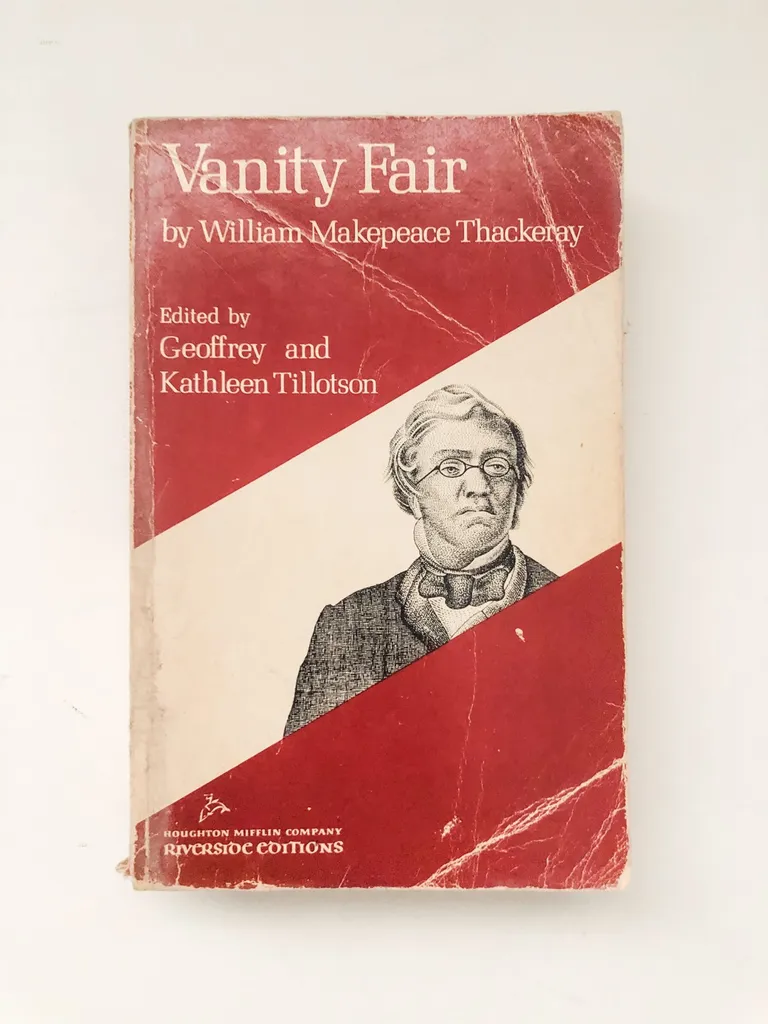 Vanity Fair
by William Makepeace Thackeray
Edited by
Geoffrey and
Kathleen Tillotson
HOUGHTON MIFFLIN COMPANY
RIVERSIDE EDITIONS